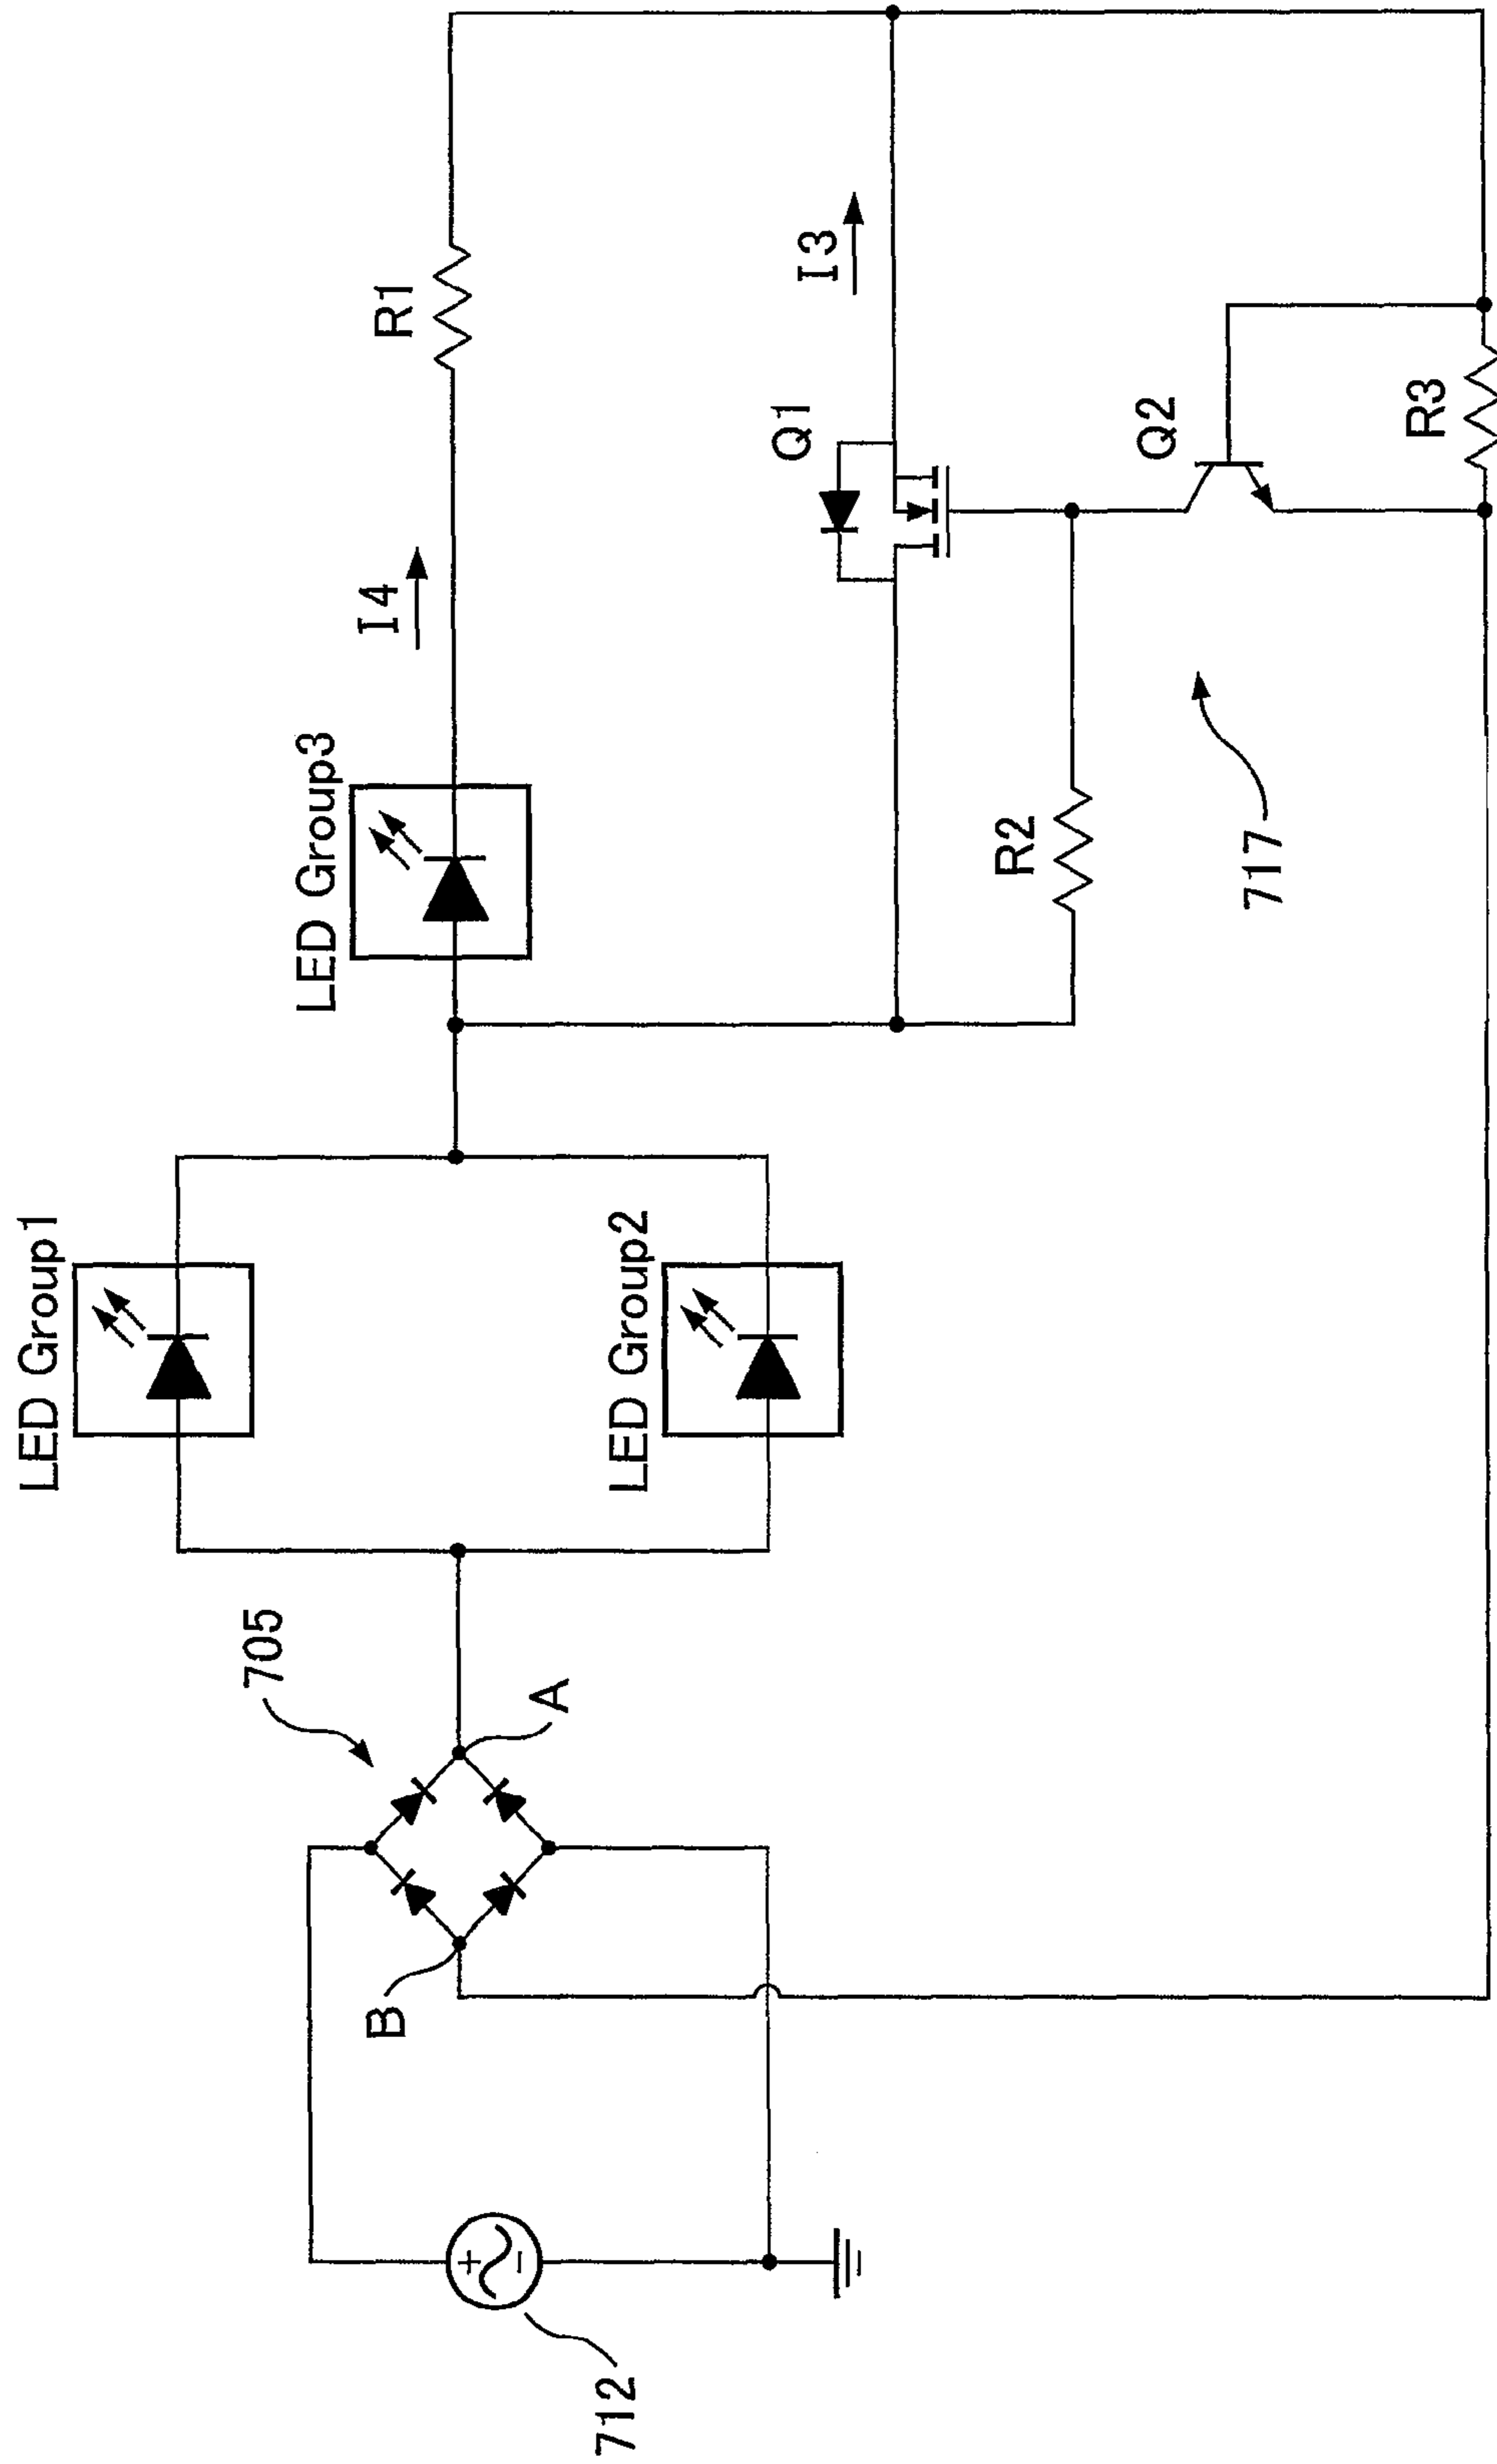 LED Group1
LED Group2
LED Group3
I4
R1
I3
Q1
Q2
R2
R3
717
705
A
B
+
-
712